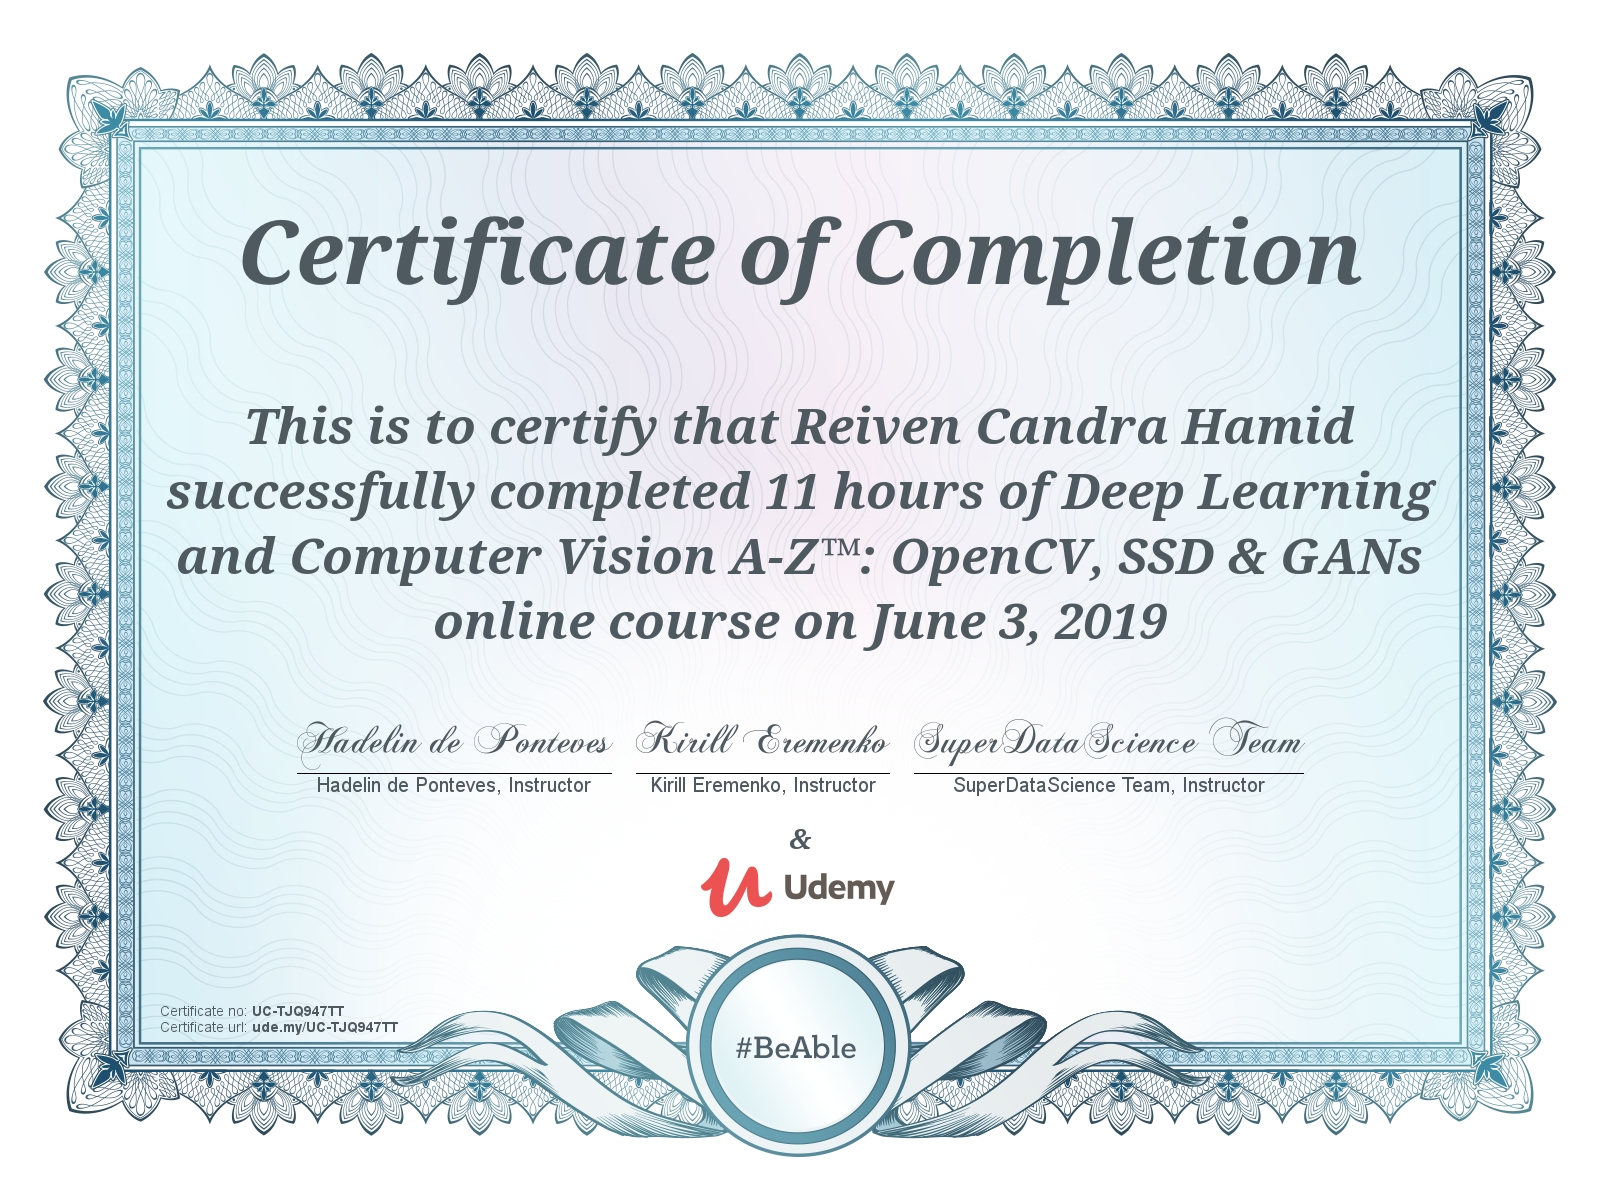 Certificate of Completion
This is to certify that Reiven Candra Hamid
successfully completed 11 hours of Deep Learning
and Computer Vision A-Z™: OpenCV, SSD & GANs
online course on June 3, 2019
Hadelin de Ponteves Kirill Eremenko SuperDataScience Team
Hadelin de Ponteves, Instructor Kirill Eremenko, Instructor SuperDataScience Team, Instructor
&
Udemy
Certificate no: UC-TJQ947TT
Certificate url: ude.my/UC-TJQ947TT
#BeAble